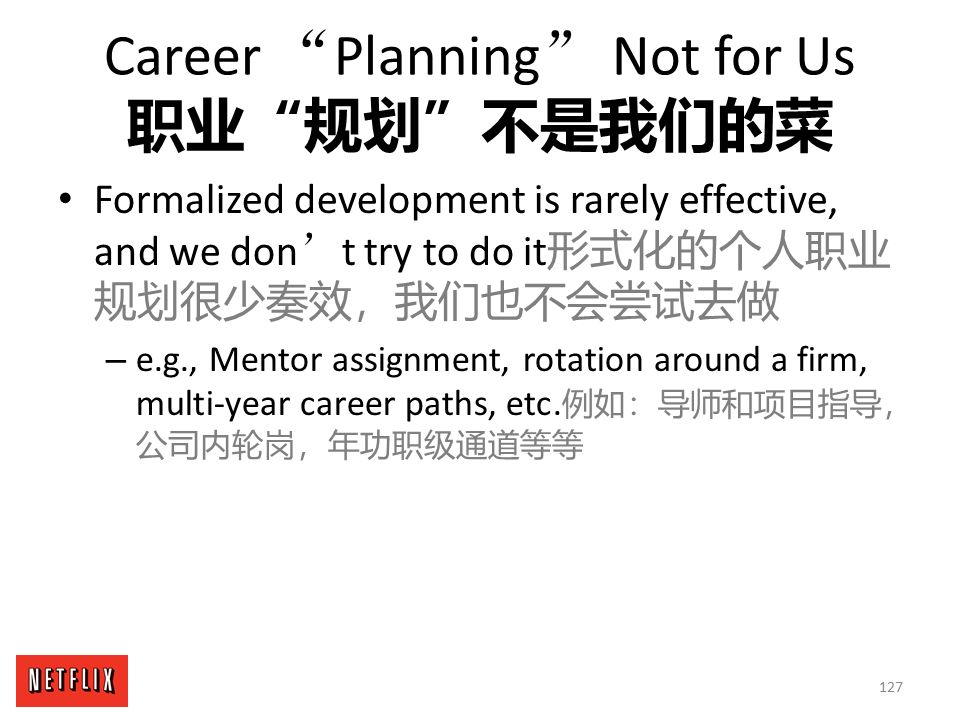 Career “Planning” Not for Us
职业“规划”不是我们的菜
• Formalized development is rarely effective,
and we don’t try to do it形式化的个人职业
规划很少奏效，我们也不会尝试去做
– e.g., Mentor assignment, rotation around a firm,
multi-year career paths, etc.例如：导师和项目指导，
公司内轮岗，年功职级通道等等
NETFLIX
127